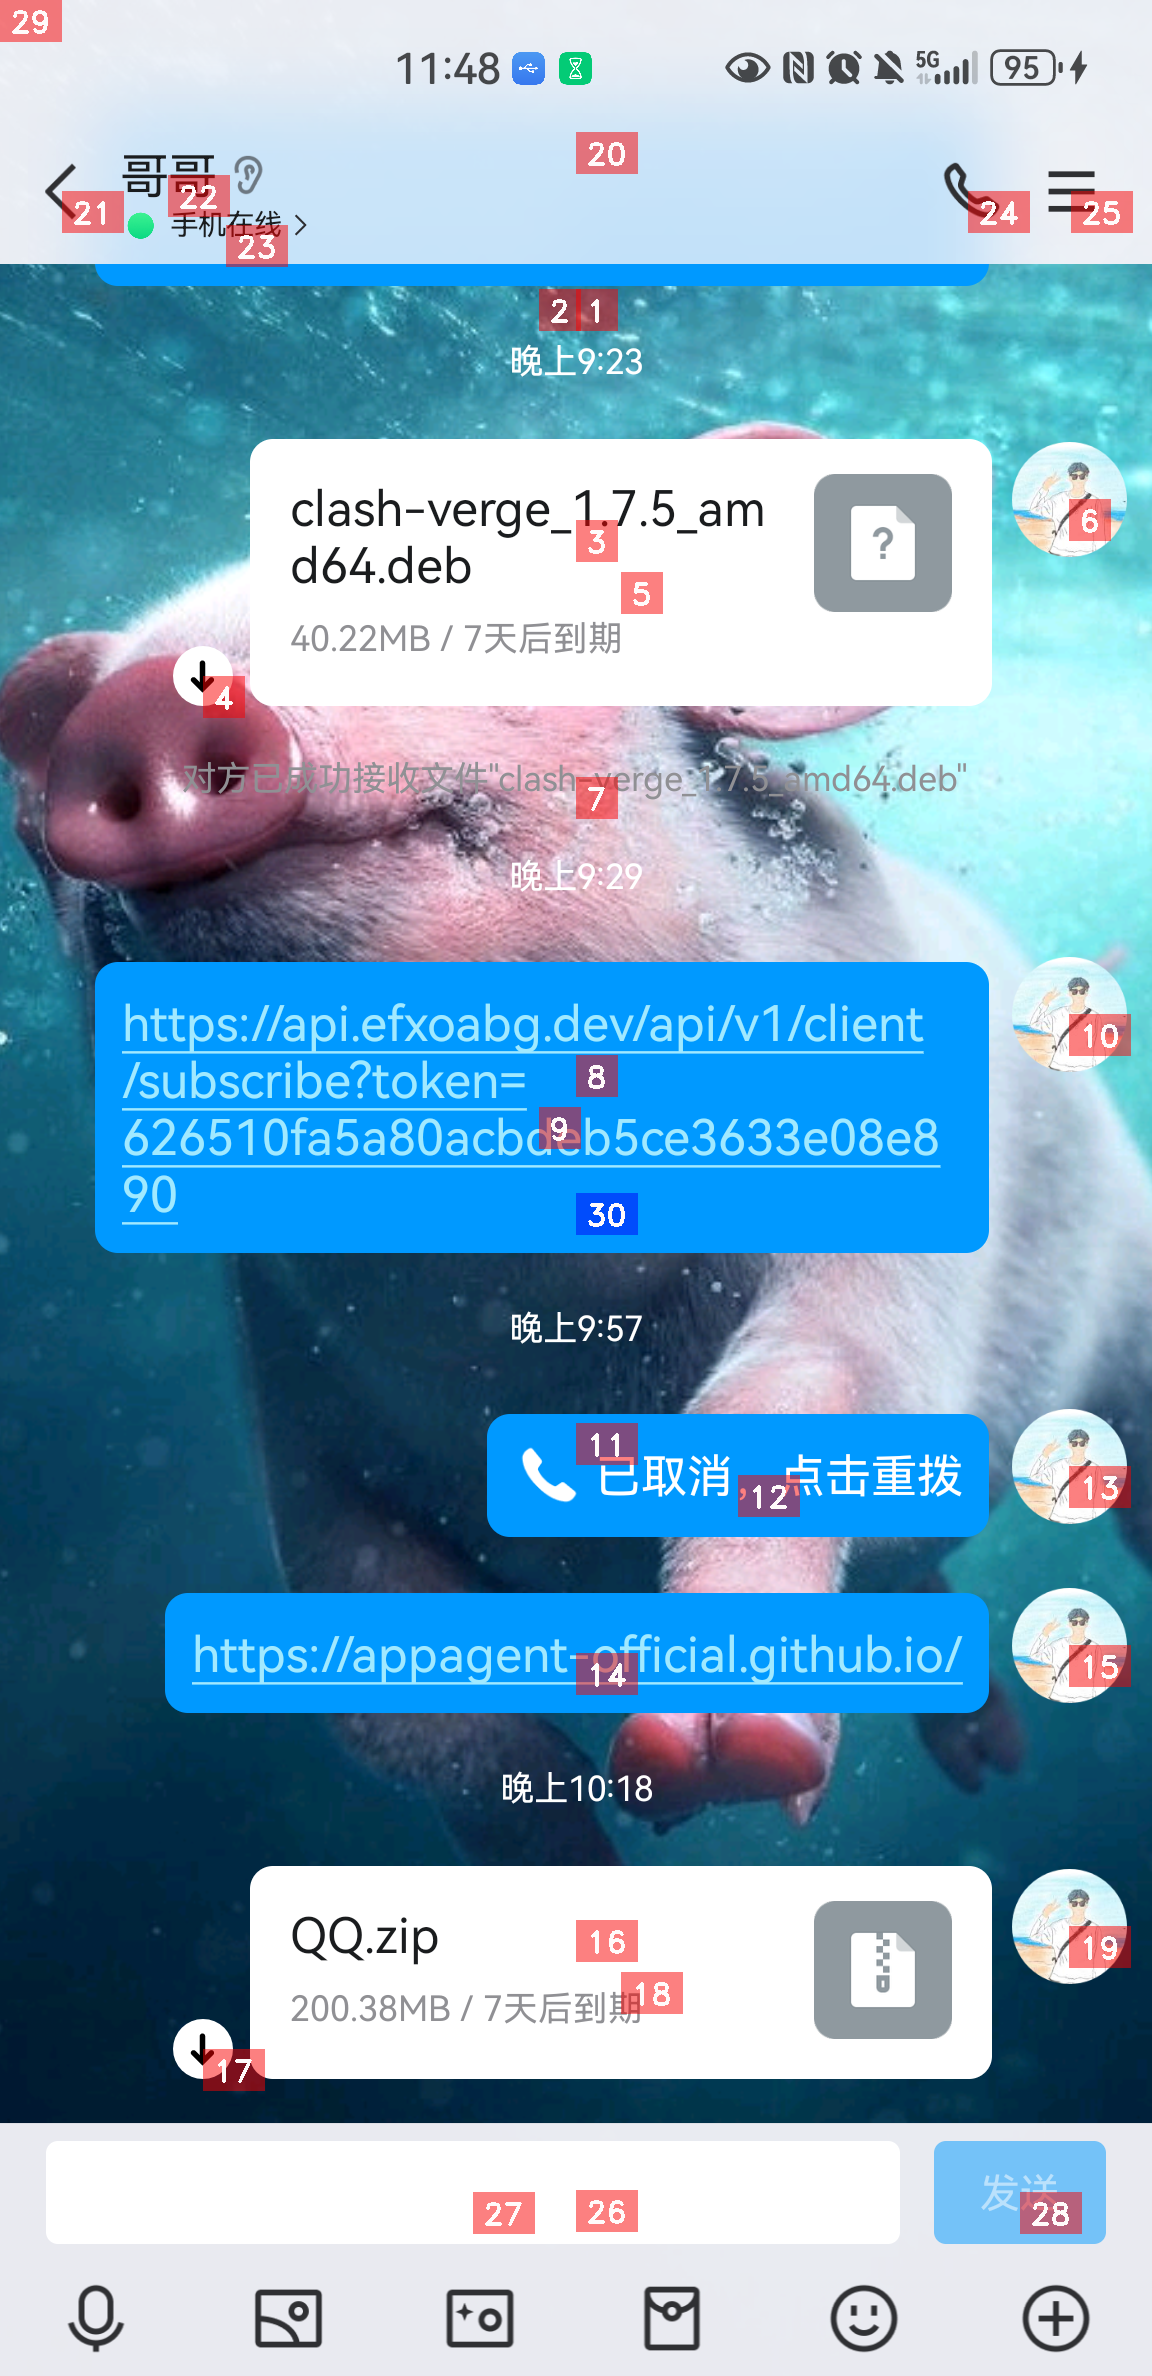 29
11:48
5G
95
哥哥
20
21
22
手机在线
23
24
25
2
1
晚上9:23
clash-verge_1.7.5_am
d64.deb
3
5
6
40.22MB / 7天后到期
4
对方已成功接收文件"clash-verge_1.7.5_amd64.deb"
7
晚上9:29
https://api.efxoabg.dev/api/v1/client
/subscribe?token=
626510fa5a80acbdeb5ce3633e08e8
90
8
9
10
30
晚上9:57
11
已取消，点击重拨
12
13
https://appagent-official.github.io/
14
15
晚上10:18
QQ.zip
16
200.38MB / 7天后到期
18
19
17
发送
27
26
28